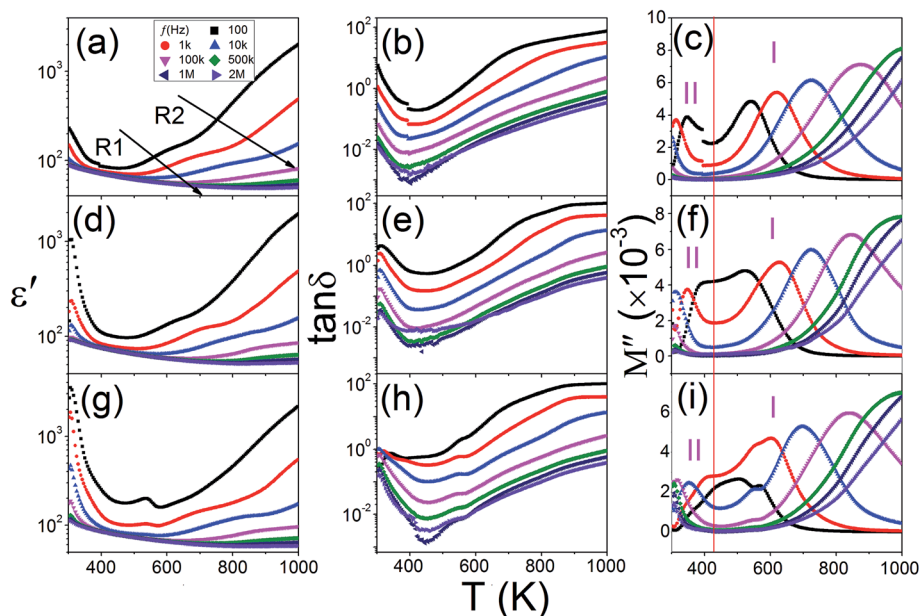 (a)
f(Hz) 100
1k 10k
100k 500k
1M 2M
R2
R1
10³
10²
(b)
10²
10⁰
10⁻²
(c)
I
II
10
8
6
4
2
0
(d)
10³
10²
(e)
10²
10⁰
10⁻²
(f)
I
II
8
6
4
2
0
(g)
10³
10²
(h)
10²
10⁰
10⁻²
(i)
I
II
6
4
2
0
ε′
tanδ
M″ (×10⁻³)
400 600 800 1000
400 600 800 1000
400 600 800 1000
T (K)